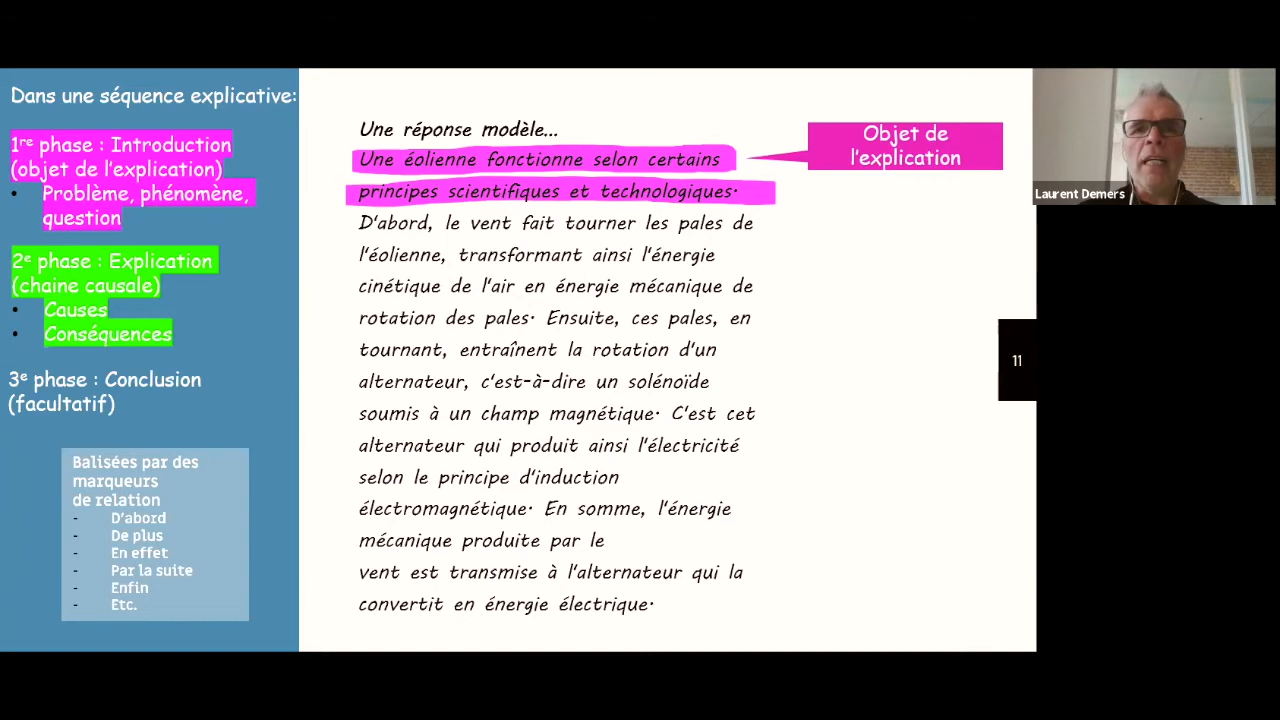 Dans une séquence explicative:
1re phase : Introduction
(objet de l'explication)
• Problème, phénomène,
question
2e phase : Explication
(chaine causale)
• Causes
• Conséquences
3e phase : Conclusion
(facultatif)
Balisées par des
marqueurs
de relation
- D'abord
- De plus
- En effet
- Par la suite
- Enfin
- Etc.
Une réponse modèle...
Une éolienne fonctionne selon certains
principes scientifiques et technologiques.
D'abord, le vent fait tourner les pales de
l'éolienne, transformant ainsi l'énergie
cinétique de l'air en énergie mécanique de
rotation des pales. Ensuite, ces pales, en
tournant, entraînent la rotation d'un
alternateur, c'est-à-dire un solénoïde
soumis à un champ magnétique. C'est cet
alternateur qui produit ainsi l'électricité
selon le principe d'induction
électromagnétique. En somme, l'énergie
mécanique produite par le
vent est transmise à l'alternateur qui la
convertit en énergie électrique.
Objet de
l'explication
Laurent Demers
11